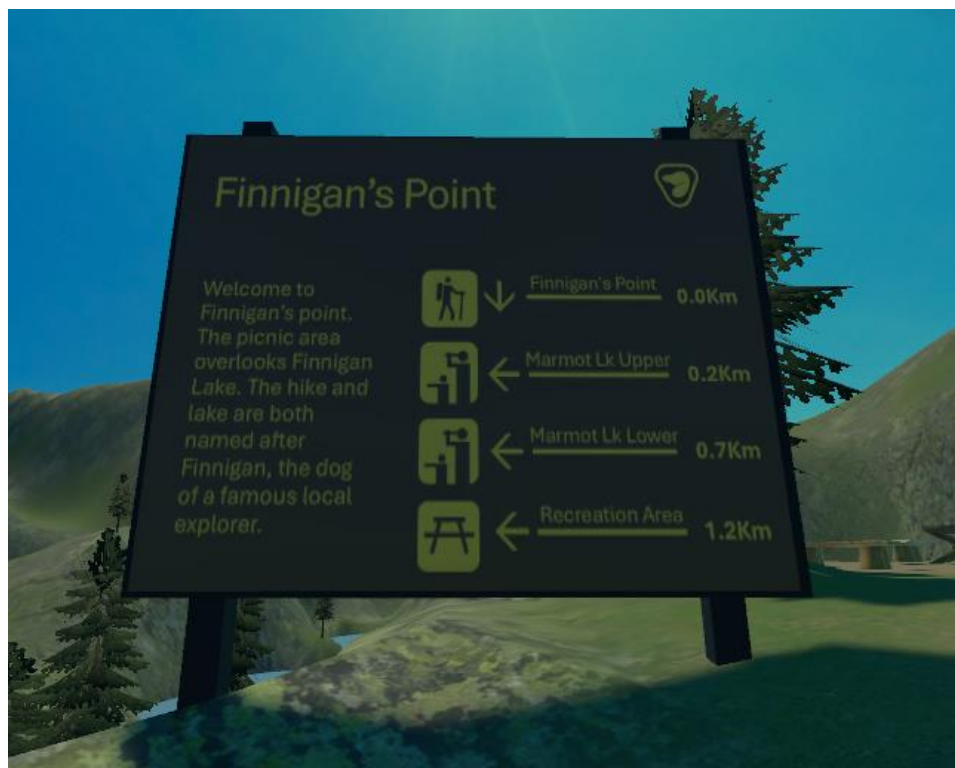 Finnigan's Point
Welcome to
Finnigan's point.
The picnic area
overlooks Finnigan
Lake. The hike and
lake are both
named after
Finnigan, the dog
of a famous local
explorer.
Finnigan's Point 0.0Km
Marmot Lk Upper 0.2Km
Marmot Lk Lower 0.7Km
Recreation Area 1.2Km